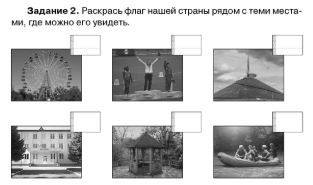 Задание 2. Раскрась флаг нашей страны рядом с теми места-
ми, где можно его увидеть.